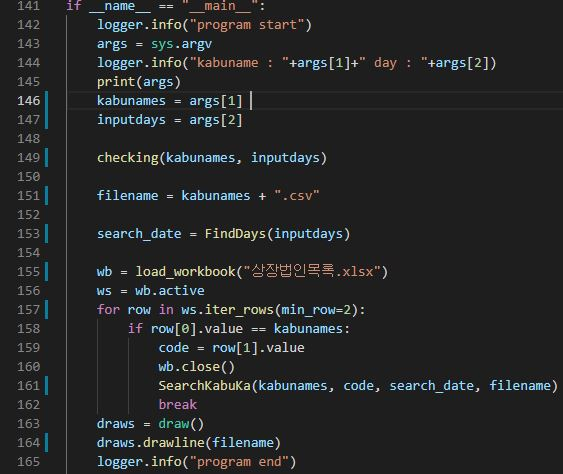 141 if __name__ == "__main__":
142     logger.info("program start")
143     args = sys.argv
144     logger.info("kabuname : "+args[1]+" day : "+args[2])
145     print(args)
146     kabunames = args[1]
147     inputdays = args[2]
148
149     checking(kabunames, inputdays)
150
151     filename = kabunames + ".csv"
152
153     search_date = FindDays(inputdays)
154
155     wb = load_workbook("상장법인목록.xlsx")
156     ws = wb.active
157     for row in ws.iter_rows(min_row=2):
158         if row[0].value == kabunames:
159             code = row[1].value
160             wb.close()
161             SearchKabuKa(kabunames, code, search_date, filename)
162             break
163     draws = draw()
164     draws.drawline(filename)
165     logger.info("program end")